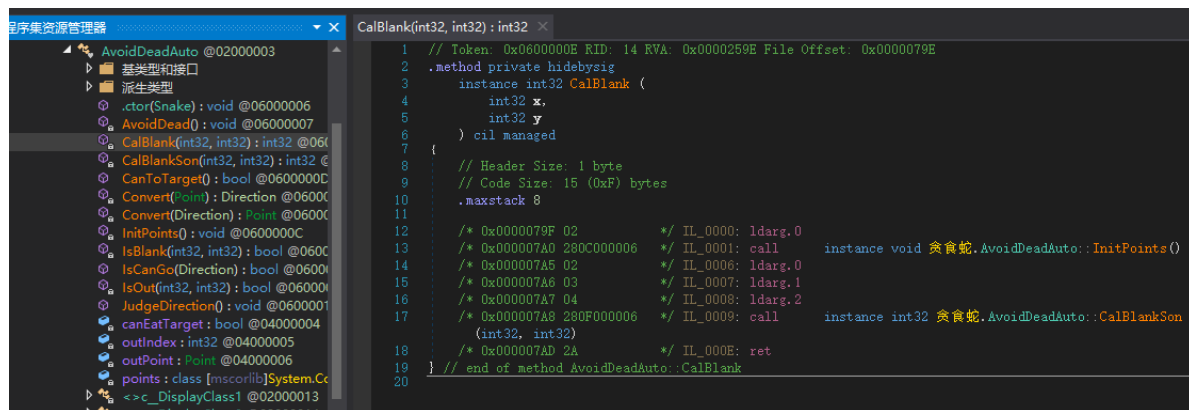 程序集资源管理器
AvoidDeadAuto @02000003
基类型和接口
派生类型
.ctor(Snake) : void @06000006
AvoidDead() : void @06000007
CalBlank(int32, int32) : int32 @060
CalBlankSon(int32, int32) : int32 @
CanToTarget() : bool @0600000D
Convert(Point) : Direction @06000
Convert(Direction) : Point @06000
InitPoints() : void @0600000C
IsBlank(int32, int32) : bool @0600
IsCanGo(Direction) : bool @06000
IsOut(int32, int32) : bool @060000
JudgeDirection() : void @0600001
canEatTarget : bool @04000004
outIndex : int32 @04000005
outPoint : Point @04000006
points : class [mscorlib]System.Co
<>c__DisplayClass1 @02000013
CalBlank(int32, int32) : int32 ×
1 // Token: 0x0600000E RID: 14 RVA: 0x0000259E File Offset: 0x0000079E
2 .method private hidebysig
3 instance int32 CalBlank (
4 int32 x,
5 int32 y
6 ) cil managed
7 {
8 // Header Size: 1 byte
9 // Code Size: 15 (0xF) bytes
10 .maxstack 8
11
12 /* 0x0000079F 02 */ IL_0000: ldarg.0
13 /* 0x000007A0 280C000006 */ IL_0001: call instance void 贪食蛇.AvoidDeadAuto::InitPoints()
14 /* 0x000007A5 02 */ IL_0006: ldarg.0
15 /* 0x000007A6 03 */ IL_0007: ldarg.1
16 /* 0x000007A7 04 */ IL_0008: ldarg.2
17 /* 0x000007A8 280F000006 */ IL_0009: call instance int32 贪食蛇.AvoidDeadAuto::CalBlankSon
(int32, int32)
18 /* 0x000007AD 2A */ IL_000E: ret
19 } // end of method AvoidDeadAuto::CalBlank
20